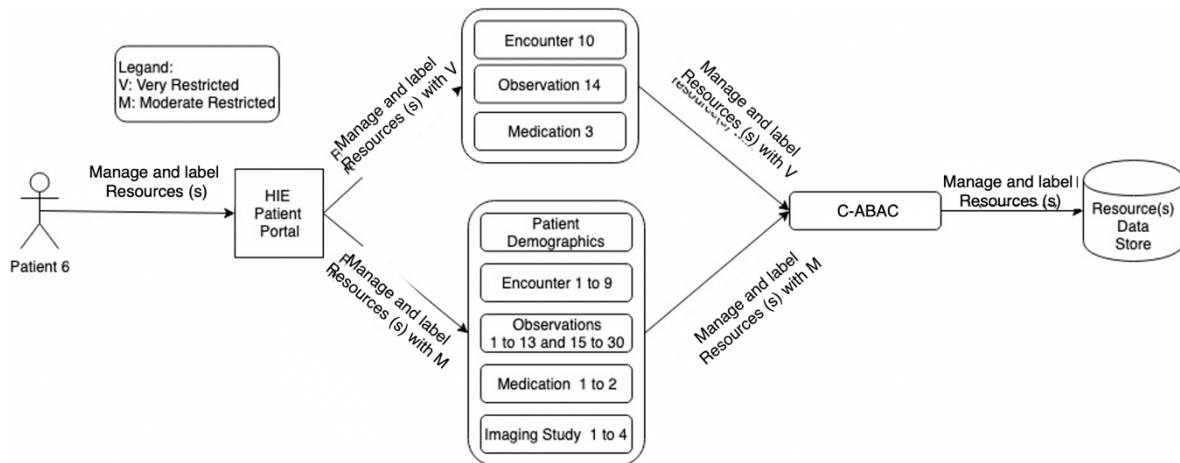 Legand:
V: Very Restricted
M: Moderate Restricted
Patient 6
Manage and label
Resources (s)
HIE
Patient
Portal
Manage and label
Resources (s) with V
Manage and label
Resources (s) with M
Encounter 10
Observation 14
Medication 3
Patient
Demographics
Encounter 1 to 9
Observations
1 to 13 and 15 to 30
Medication 1 to 2
Imaging Study 1 to 4
Manage and label
Resources (s) with V
Manage and label
Resources (s) with M
C-ABAC
Manage and label
Resources (s)
Resource(s)
Data
Store